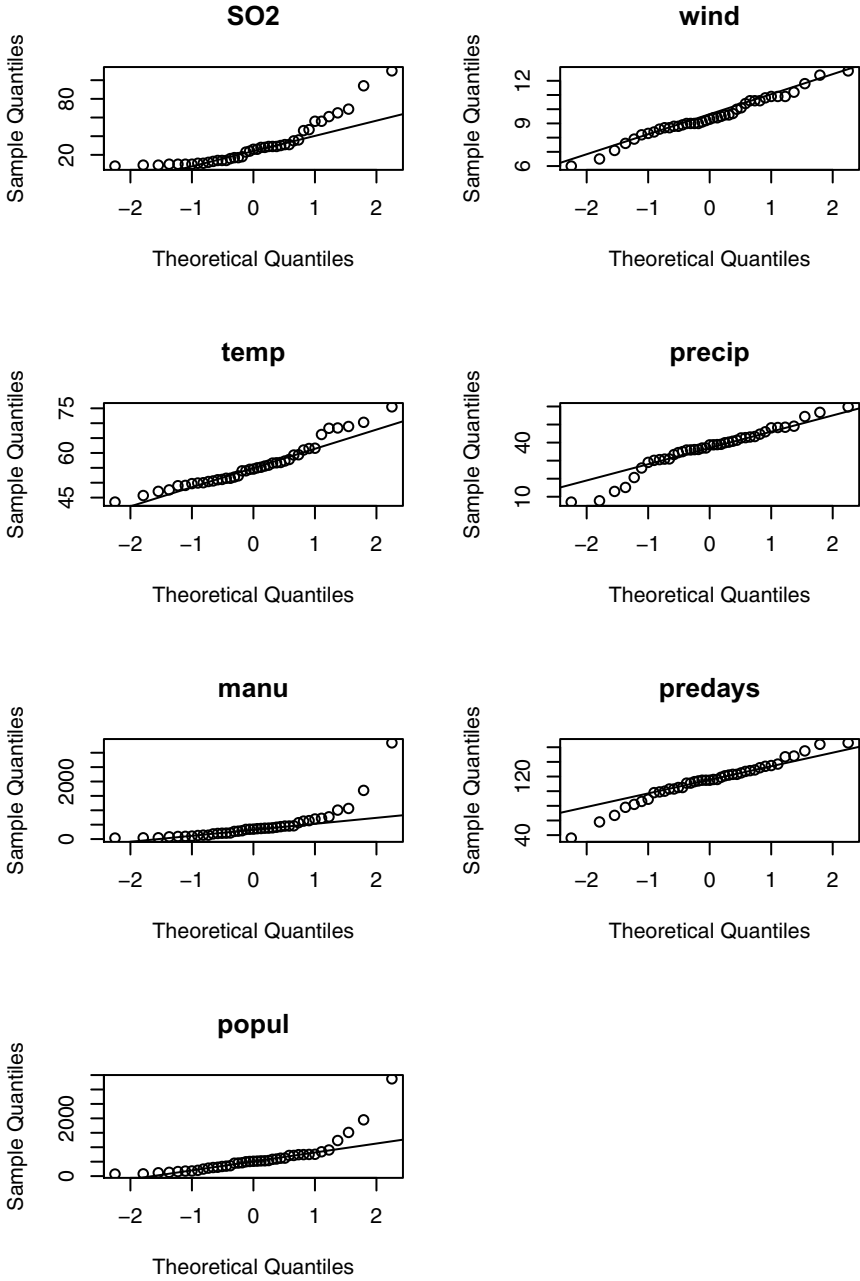 SO2
Sample Quantiles
80
20
−2 −1 0 1 2
Theoretical Quantiles
wind
Sample Quantiles
12
9
6
−2 −1 0 1 2
Theoretical Quantiles
temp
Sample Quantiles
75
60
45
−2 −1 0 1 2
Theoretical Quantiles
precip
Sample Quantiles
40
10
−2 −1 0 1 2
Theoretical Quantiles
manu
Sample Quantiles
2000
0
−2 −1 0 1 2
Theoretical Quantiles
predays
Sample Quantiles
120
40
−2 −1 0 1 2
Theoretical Quantiles
popul
Sample Quantiles
2000
0
−2 −1 0 1 2
Theoretical Quantiles